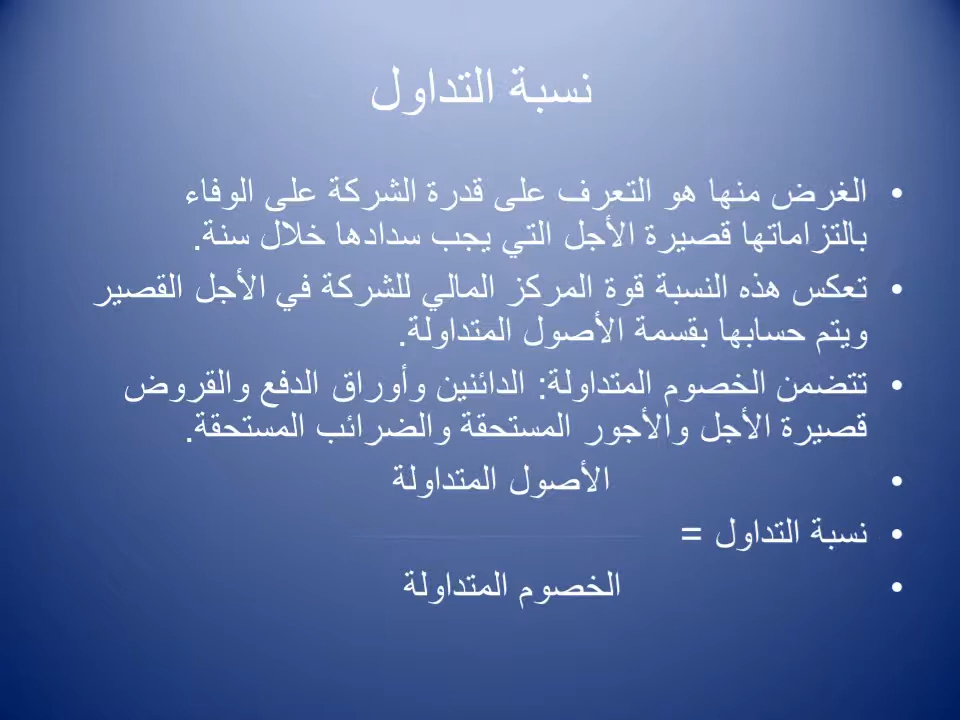 نسبة التداول
• الغرض منها هو التعرف على قدرة الشركة على الوفاء
بالتزاماتها قصيرة الأجل التي يجب سدادها خلال سنة.
• تعكس هذه النسبة قوة المركز المالي للشركة في الأجل القصير
ويتم حسابها بقسمة الأصول المتداولة.
• تتضمن الخصوم المتداولة: الدائنين وأوراق الدفع والقروض
قصيرة الأجل والأجور المستحقة والضرائب المستحقة.
• الأصول المتداولة
• نسبة التداول =
• الخصوم المتداولة